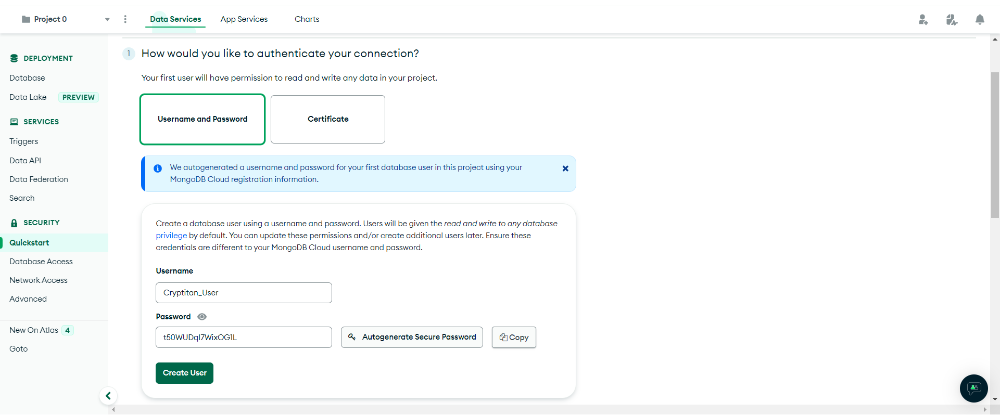 Project 0
Data Services
App Services
Charts
DEPLOYMENT
Database
Data Lake PREVIEW
SERVICES
Triggers
Data API
Data Federation
Search
SECURITY
Quickstart
Database Access
Network Access
Advanced
New On Atlas 4
Goto
1 How would you like to authenticate your connection?
Your first user will have permission to read and write any data in your project.
Username and Password
Certificate
We autogenerated a username and password for your first database user in this project using your
MongoDB Cloud registration information.
Create a database user using a username and password. Users will be given the read and write to any database
privilege by default. You can update these permissions and/or create additional users later. Ensure these
credentials are different to your MongoDB Cloud username and password.
Username
Cryptitan_User
Password
t50WUDqI7WixOG1L
Autogenerate Secure Password
Copy
Create User